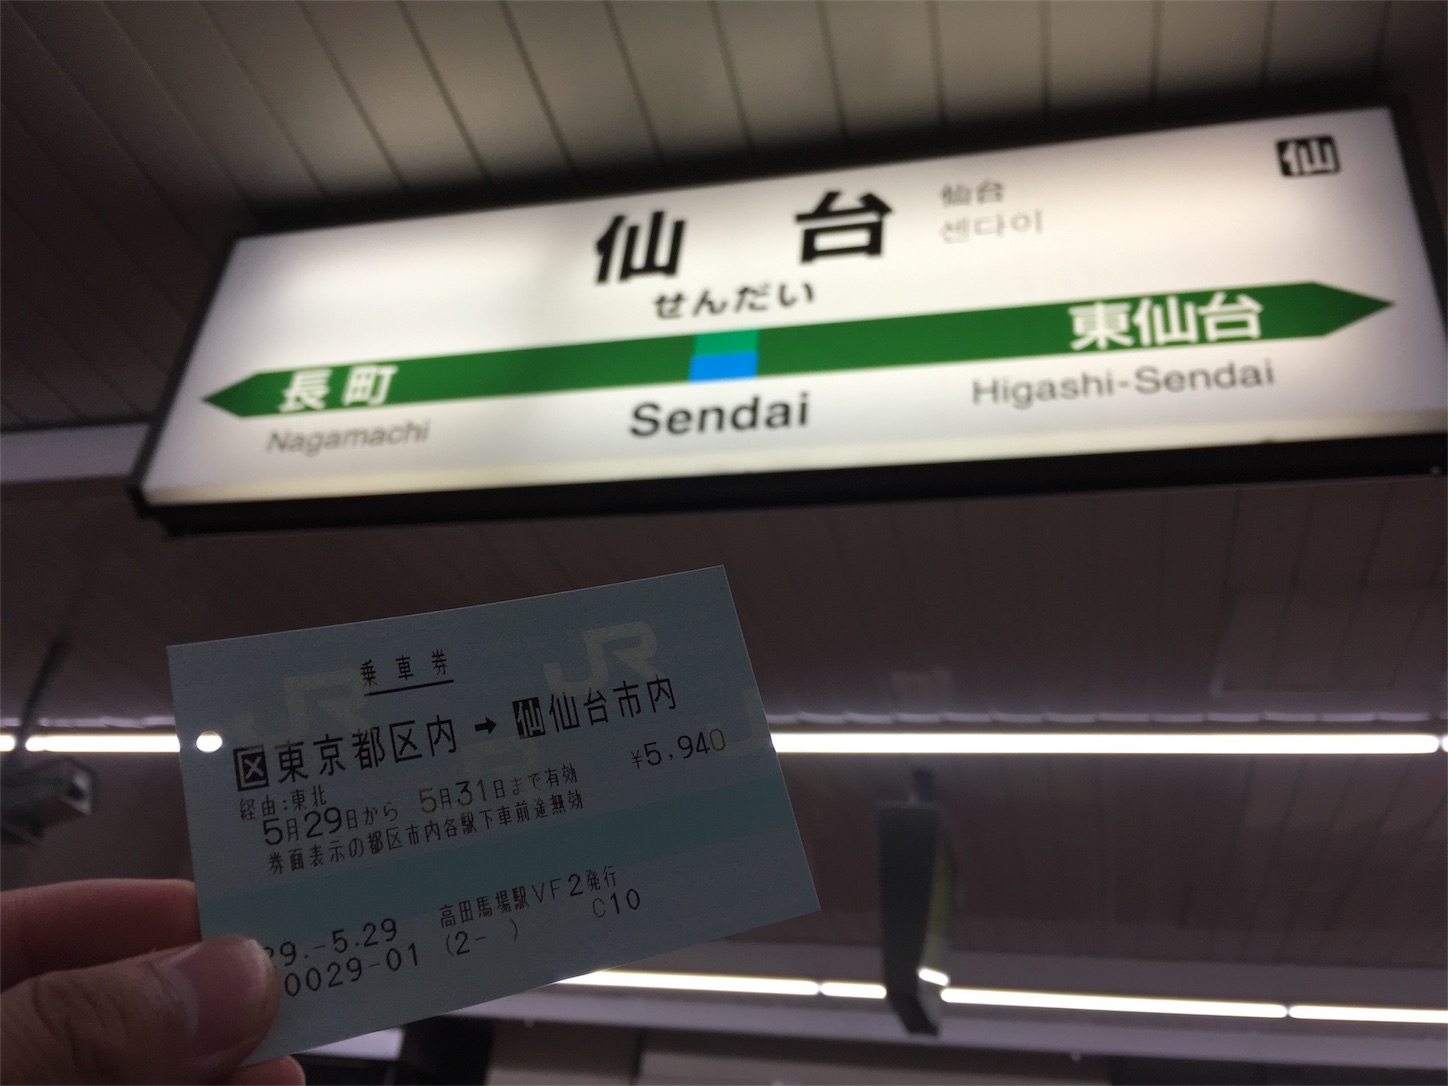 仙
仙台
仙台
센다이
せんだい
長町
東仙台
Nagamachi
Sendai
Higashi-Sendai
JR
JR
乗車券
区 東京都区内 → 仙 仙台市内
経由:東北
¥5,940
5月29日から 5月31日まで有効
券面表示の都区市内各駅下車前途無効
29.-5.29 高田馬場駅VF2発行
0029-01 (2- ) C10